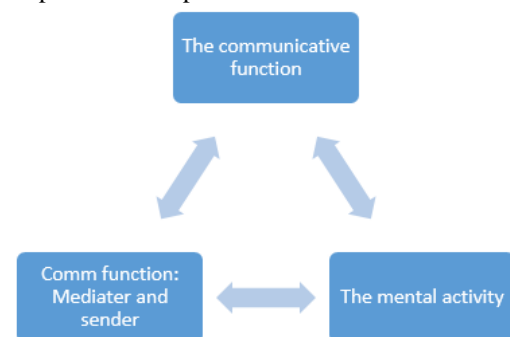 The communicative
function
Comm function:
Mediater and
sender
The mental activity